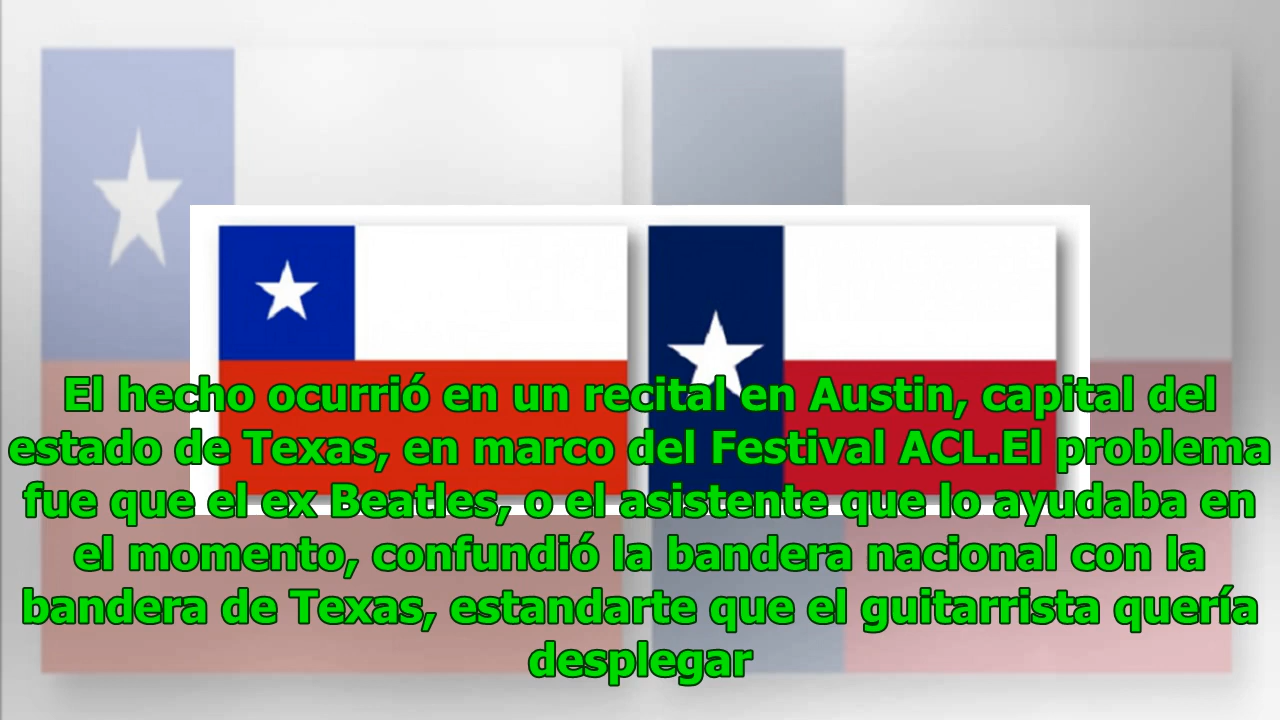 El hecho ocurrió en un recital en Austin, capital del
estado de Texas, en marco del Festival ACL.El problema
fue que el ex Beatles, o el asistente que lo ayudaba en
el momento, confundió la bandera nacional con la
bandera de Texas, estandarte que el guitarrista quería
desplegar